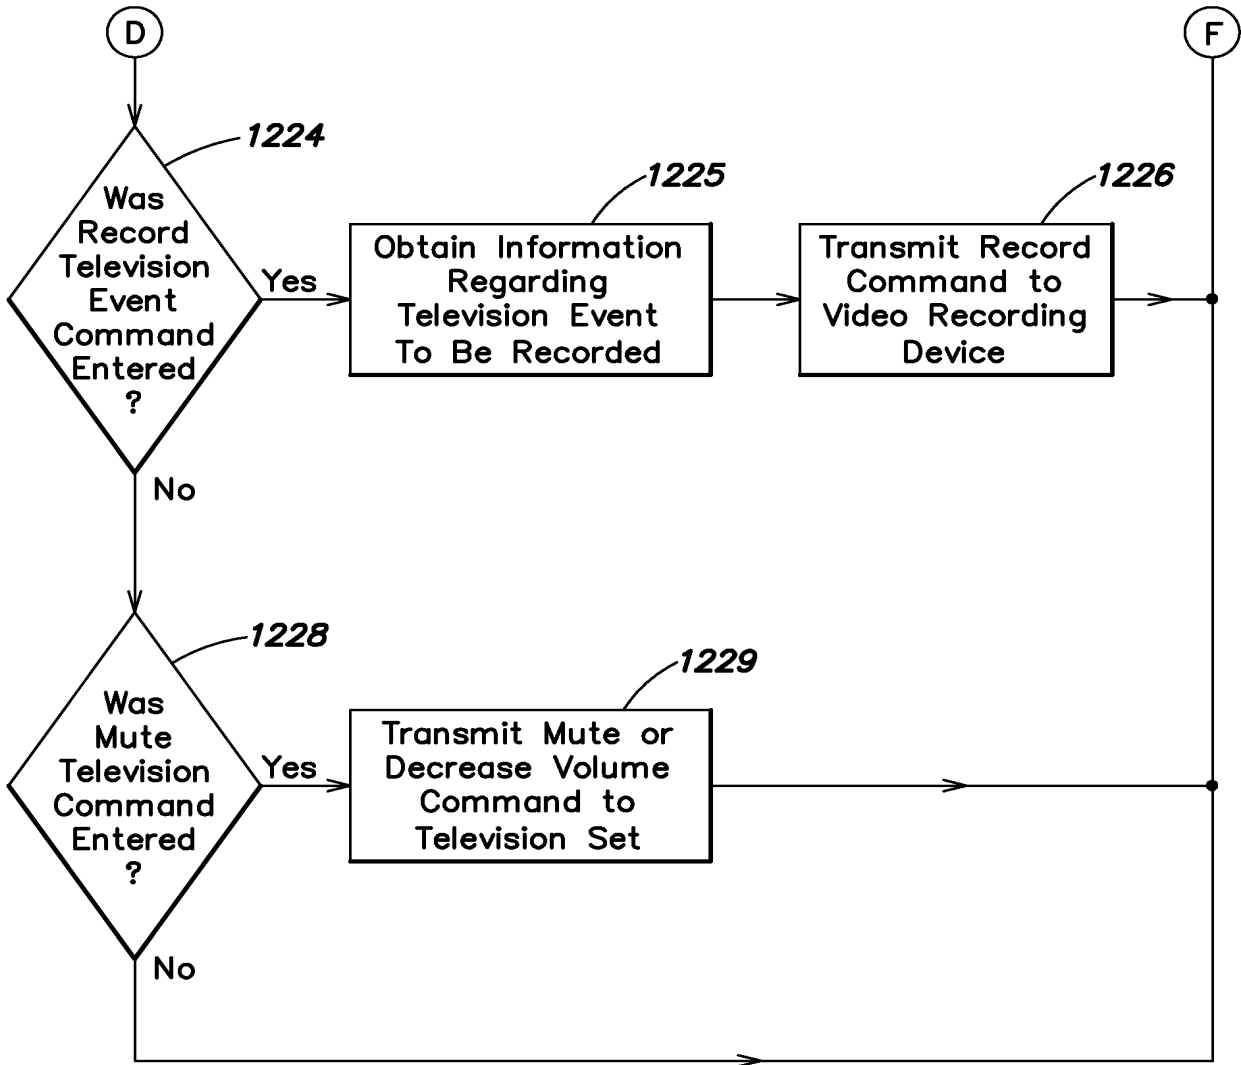 D
F
1224
Was
Record
Television
Event
Command
Entered
?
Yes
No
1225
Obtain Information
Regarding
Television Event
To Be Recorded
1226
Transmit Record
Command to
Video Recording
Device
1228
Was
Mute
Television
Command
Entered
?
Yes
No
1229
Transmit Mute or
Decrease Volume
Command to
Television Set